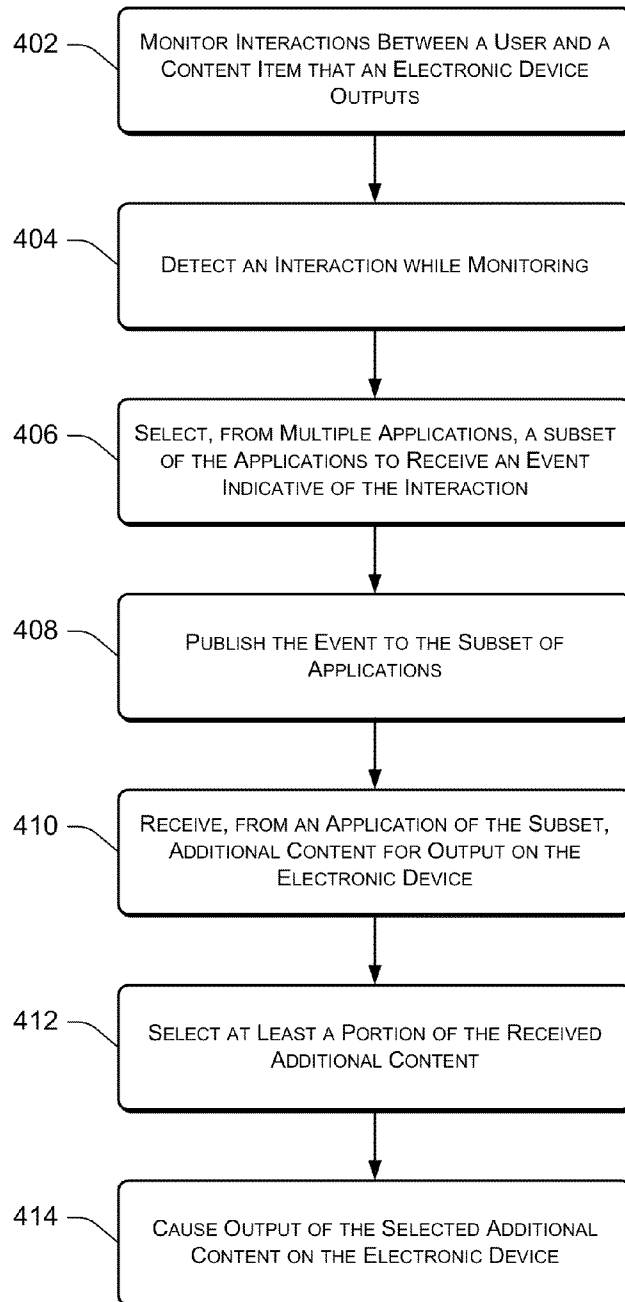 402
MONITOR INTERACTIONS BETWEEN A USER AND A
CONTENT ITEM THAT AN ELECTRONIC DEVICE
OUTPUTS
404
DETECT AN INTERACTION WHILE MONITORING
406
SELECT, FROM MULTIPLE APPLICATIONS, A SUBSET
OF THE APPLICATIONS TO RECEIVE AN EVENT
INDICATIVE OF THE INTERACTION
408
PUBLISH THE EVENT TO THE SUBSET OF
APPLICATIONS
410
RECEIVE, FROM AN APPLICATION OF THE SUBSET,
ADDITIONAL CONTENT FOR OUTPUT ON THE
ELECTRONIC DEVICE
412
SELECT AT LEAST A PORTION OF THE RECEIVED
ADDITIONAL CONTENT
414
CAUSE OUTPUT OF THE SELECTED ADDITIONAL
CONTENT ON THE ELECTRONIC DEVICE